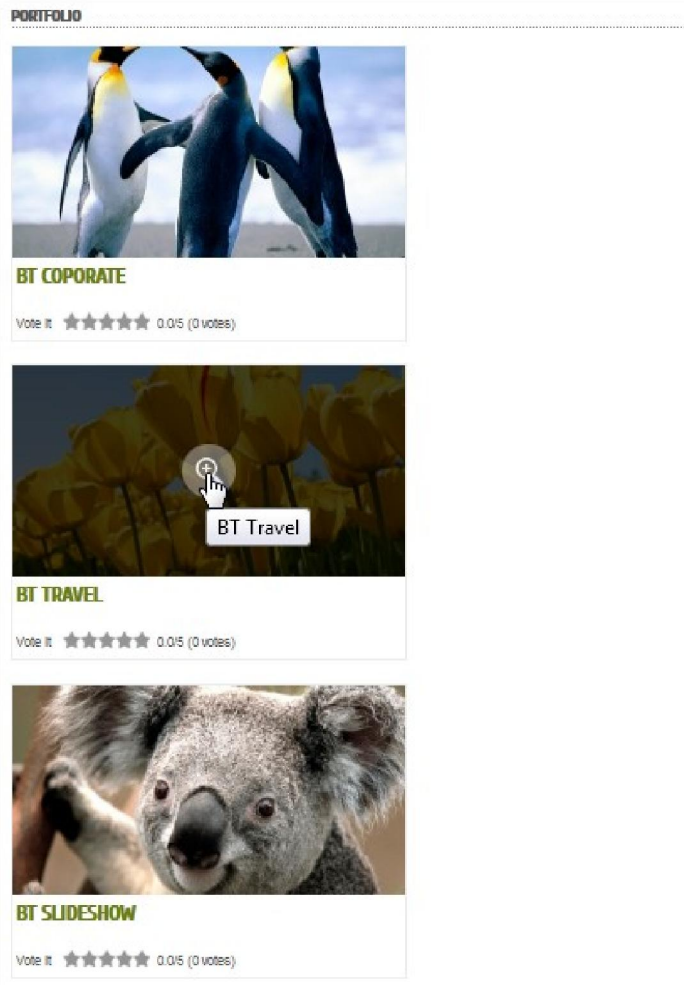 PORTFOLIO
BT COPORATE
Vote it 0.0/5 (0 votes)
BT Travel
BT TRAVEL
Vote it 0.0/5 (0 votes)
BT SLIDESHOW
Vote it 0.0/5 (0 votes)